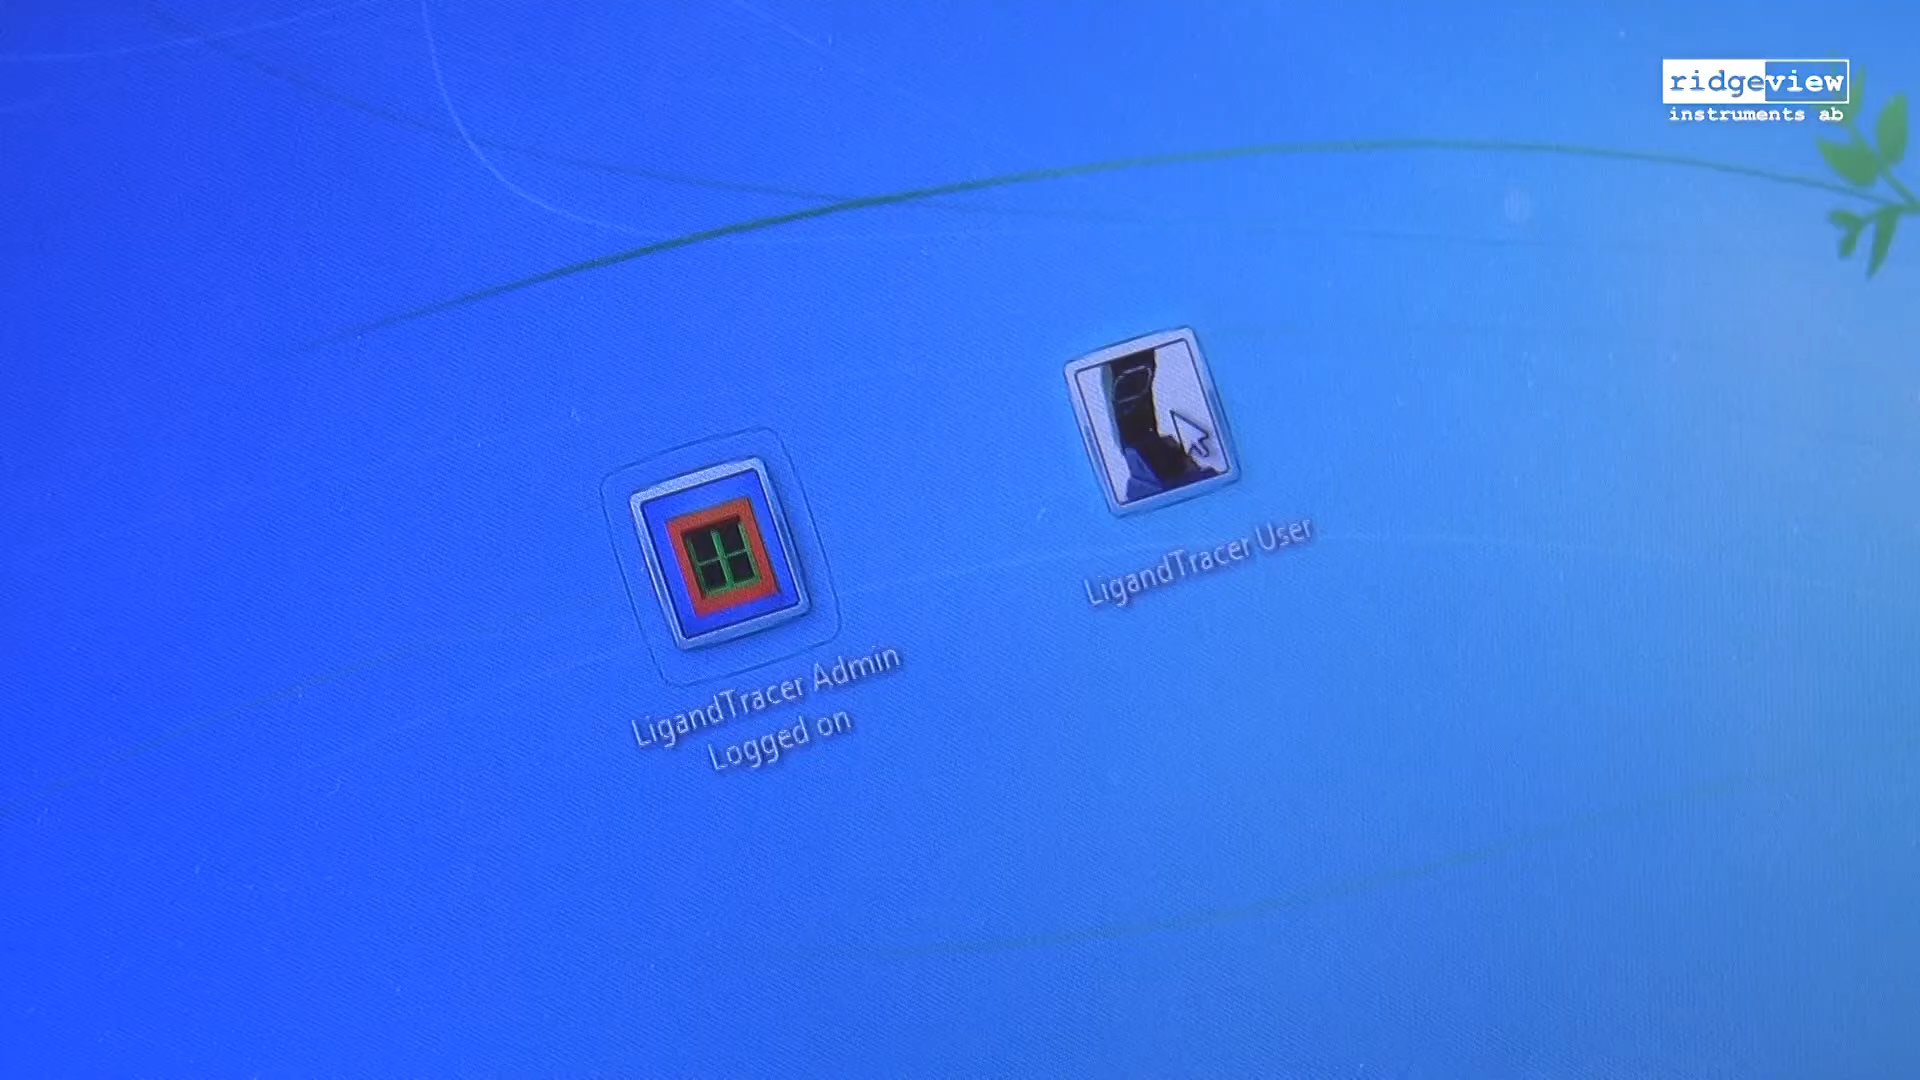 ridgeview
instruments ab
LigandTracer User
LigandTracer Admin
Logged on